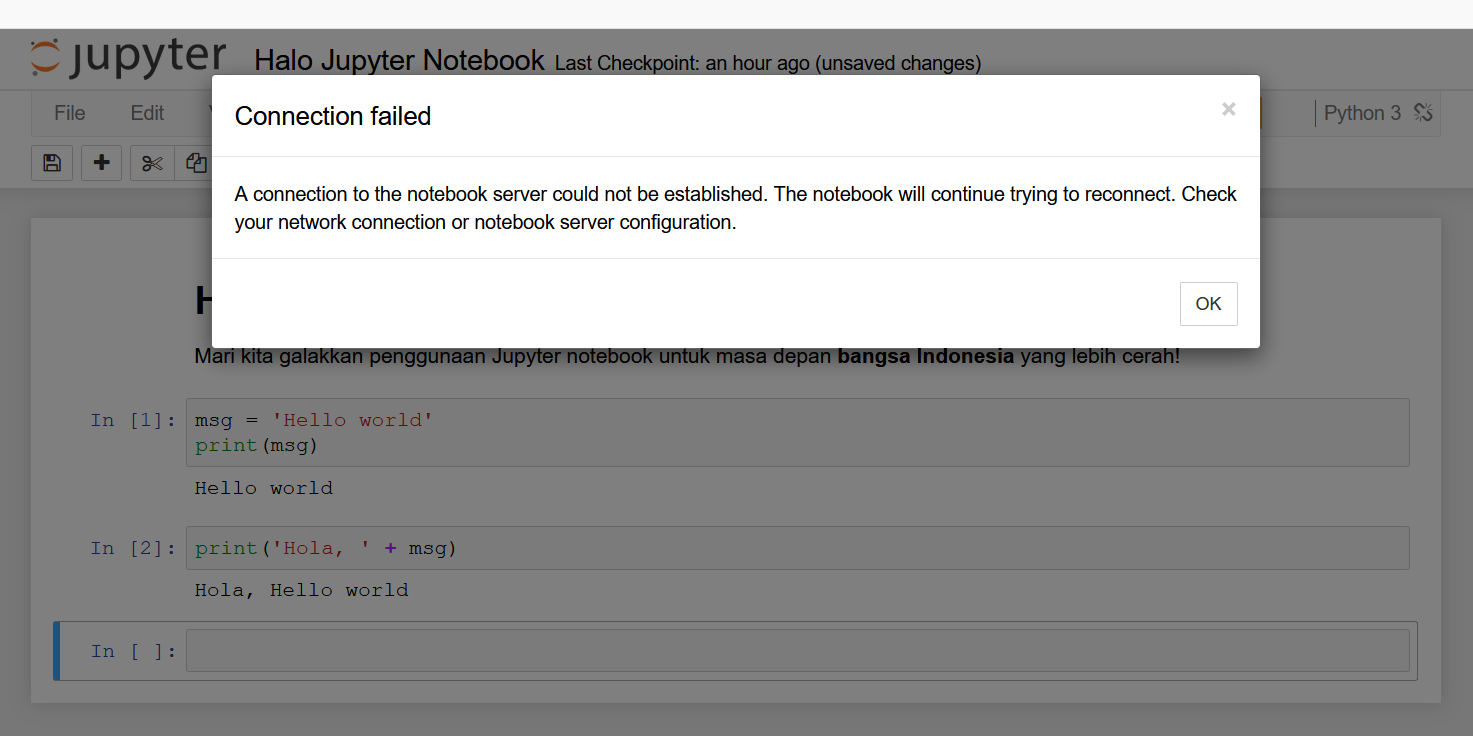 jupyter Halo Jupyter Notebook Last Checkpoint: an hour ago (unsaved changes)
File Edit Python 3
Connection failed ×
A connection to the notebook server could not be established. The notebook will continue trying to reconnect. Check
your network connection or notebook server configuration.
OK
Mari kita galakkan penggunaan Jupyter notebook untuk masa depan bangsa Indonesia yang lebih cerah!
In [1]: msg = 'Hello world'
print(msg)
Hello world
In [2]: print('Hola, ' + msg)
Hola, Hello world
In [ ]: